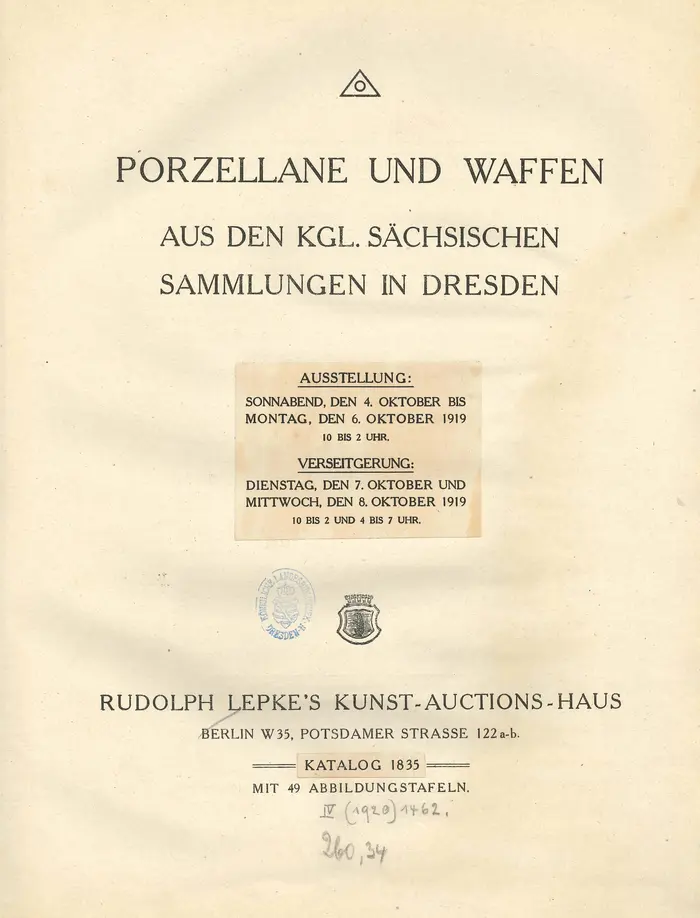 PORZELLANE UND WAFFEN
AUS DEN KGL. SÄCHSISCHEN
SAMMLUNGEN IN DRESDEN
AUSSTELLUNG:
SONNABEND, DEN 4. OKTOBER BIS
MONTAG, DEN 6. OKTOBER 1919
10 BIS 2 UHR.
VERSEITGERUNG:
DIENSTAG, DEN 7. OKTOBER UND
MITTWOCH, DEN 8. OKTOBER 1919
10 BIS 2 UND 4 BIS 7 UHR.
DRESDEN-N.
RUDOLPH LEPKE'S KUNST-AUCTIONS-HAUS
BERLIN W35, POTSDAMER STRASSE 122a-b.
KATALOG 1835
MIT 49 ABBILDUNGSTAFELN.
IV (1920) 1462.
260,34